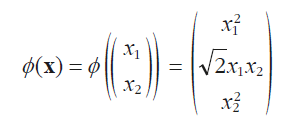 ϕ(x) = ϕ((x₁ x₂)) = (x₁² √2x₁x₂ x₂²)